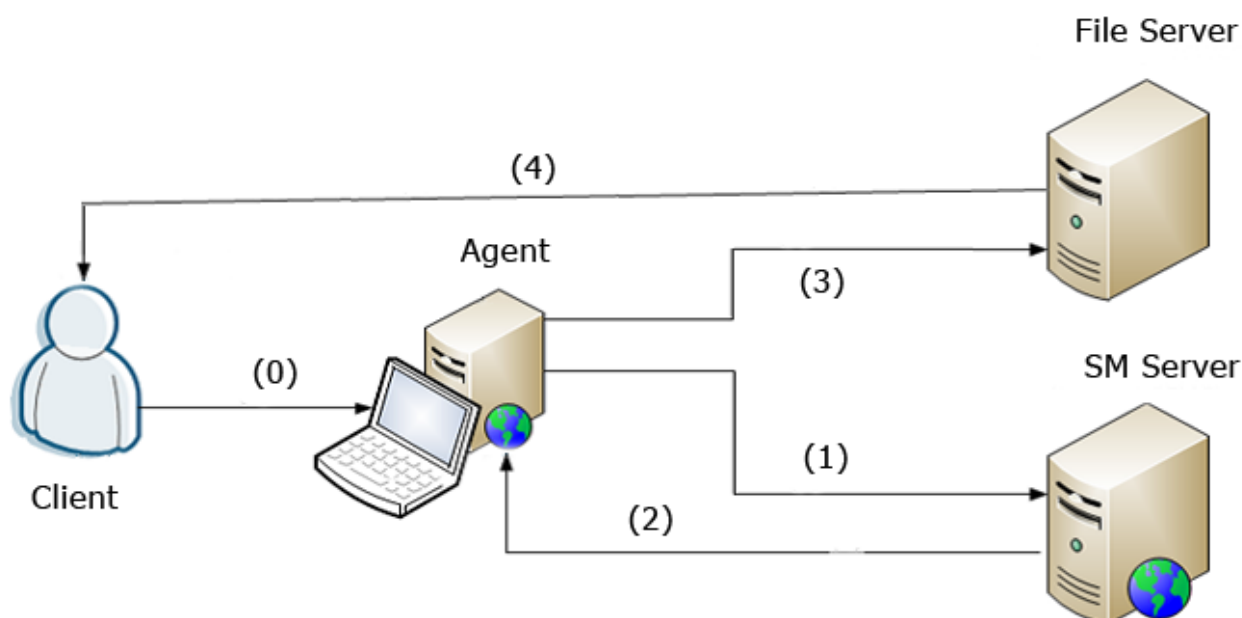 File Server
(4)
Agent
(3)
(0)
SM Server
(1)
Client
(2)